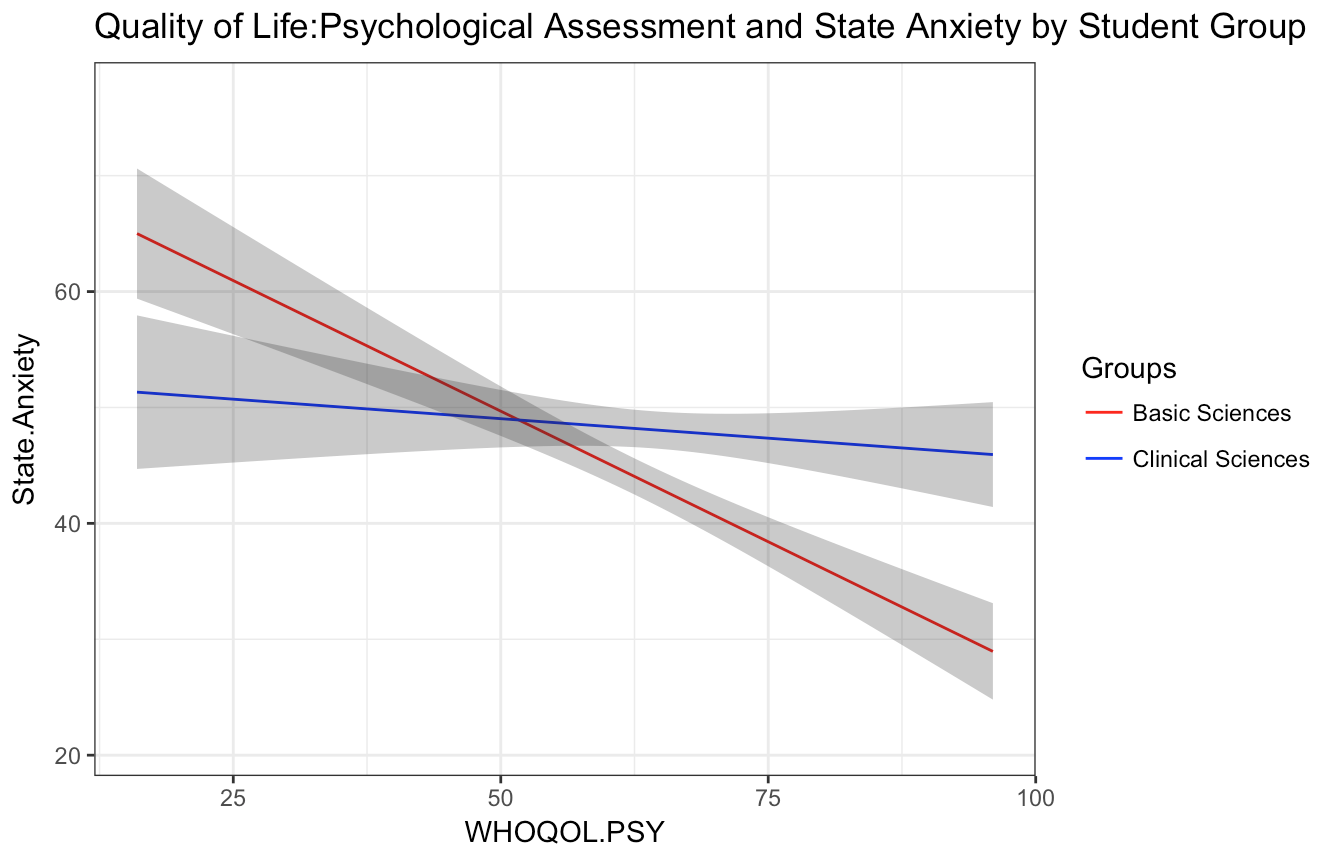 Quality of Life:Psychological Assessment and State Anxiety by Student Group
State.Anxiety
60
40
20
25
50
75
100
WHOQOL.PSY
Groups
Basic Sciences
Clinical Sciences